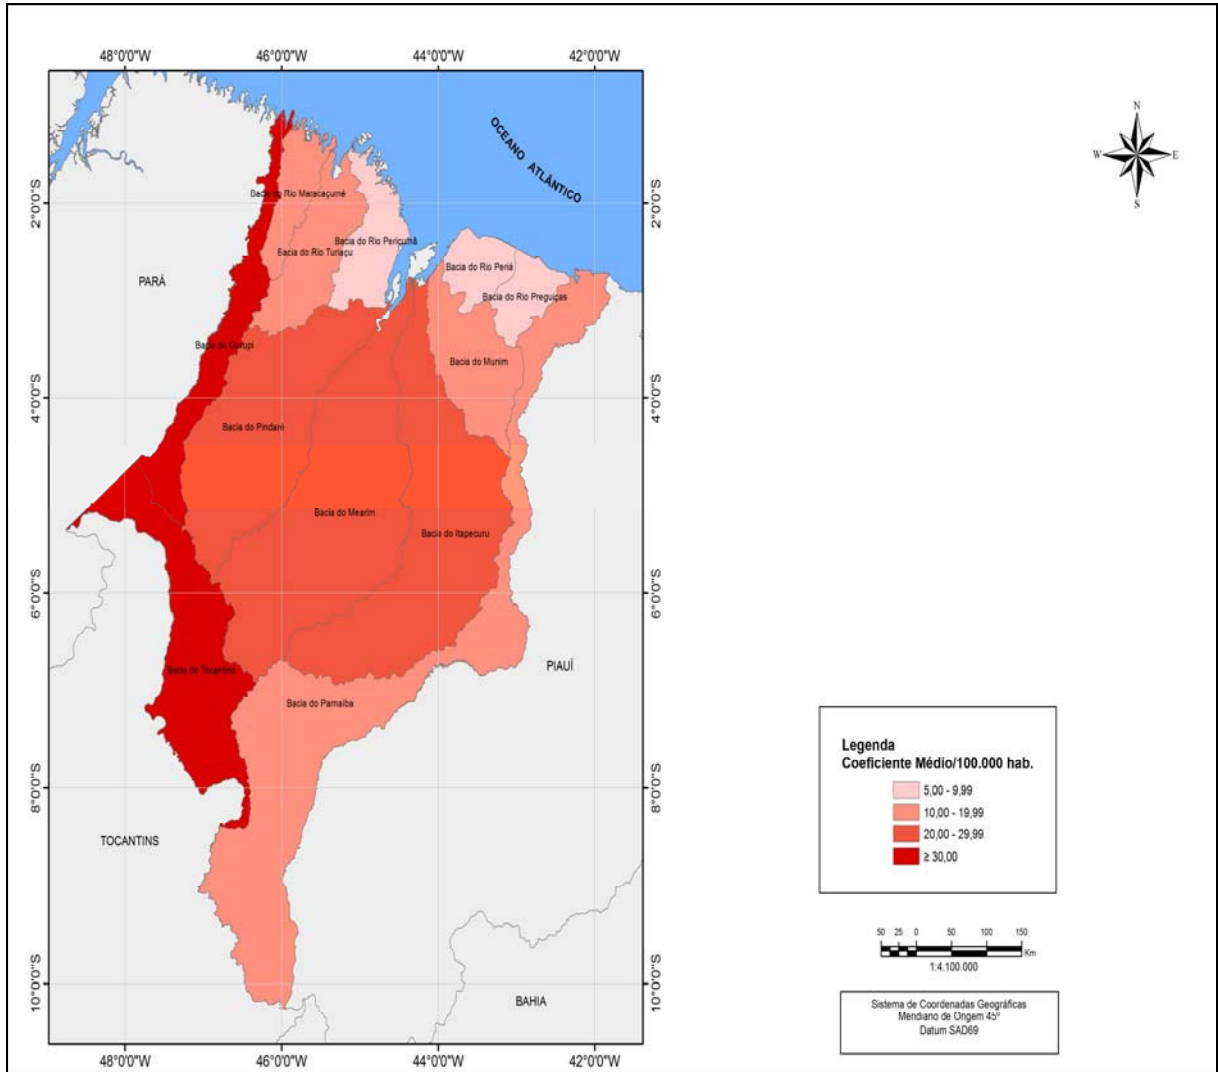 48°0'0"W 46°0'0"W 44°0'0"W 42°0'0"W
OCEANO ATLÂNTICO
N
W E
S
2°0'0"S 2°0'0"S
Bacia do Rio Maracaçumé
Bacia do Rio Pericumã
Bacia do Rio Turiaçu
Bacia do Rio Periá
PARÁ
Bacia do Rio Preguiças
Bacia do Gurupi
Bacia do Munim
4°0'0"S 4°0'0"S
Bacia do Pindaré
Bacia do Mearim
Bacia do Itapecuru
6°0'0"S 6°0'0"S
PIAUÍ
Bacia do Tocantins
Bacia do Parnaíba
8°0'0"S 8°0'0"S
TOCANTINS
10°0'0"S 10°0'0"S
BAHIA
48°0'0"W 46°0'0"W 44°0'0"W 42°0'0"W
Legenda
Coeficiente Médio/100.000 hab.
5,00 - 9,99
10,00 - 19,99
20,00 - 29,99
≥ 30,00
50 25 0 50 100 150
Km
1:4.100.000
Sistema de Coordenadas Geográficas
Meridiano de Origem 45º
Datum SAD69